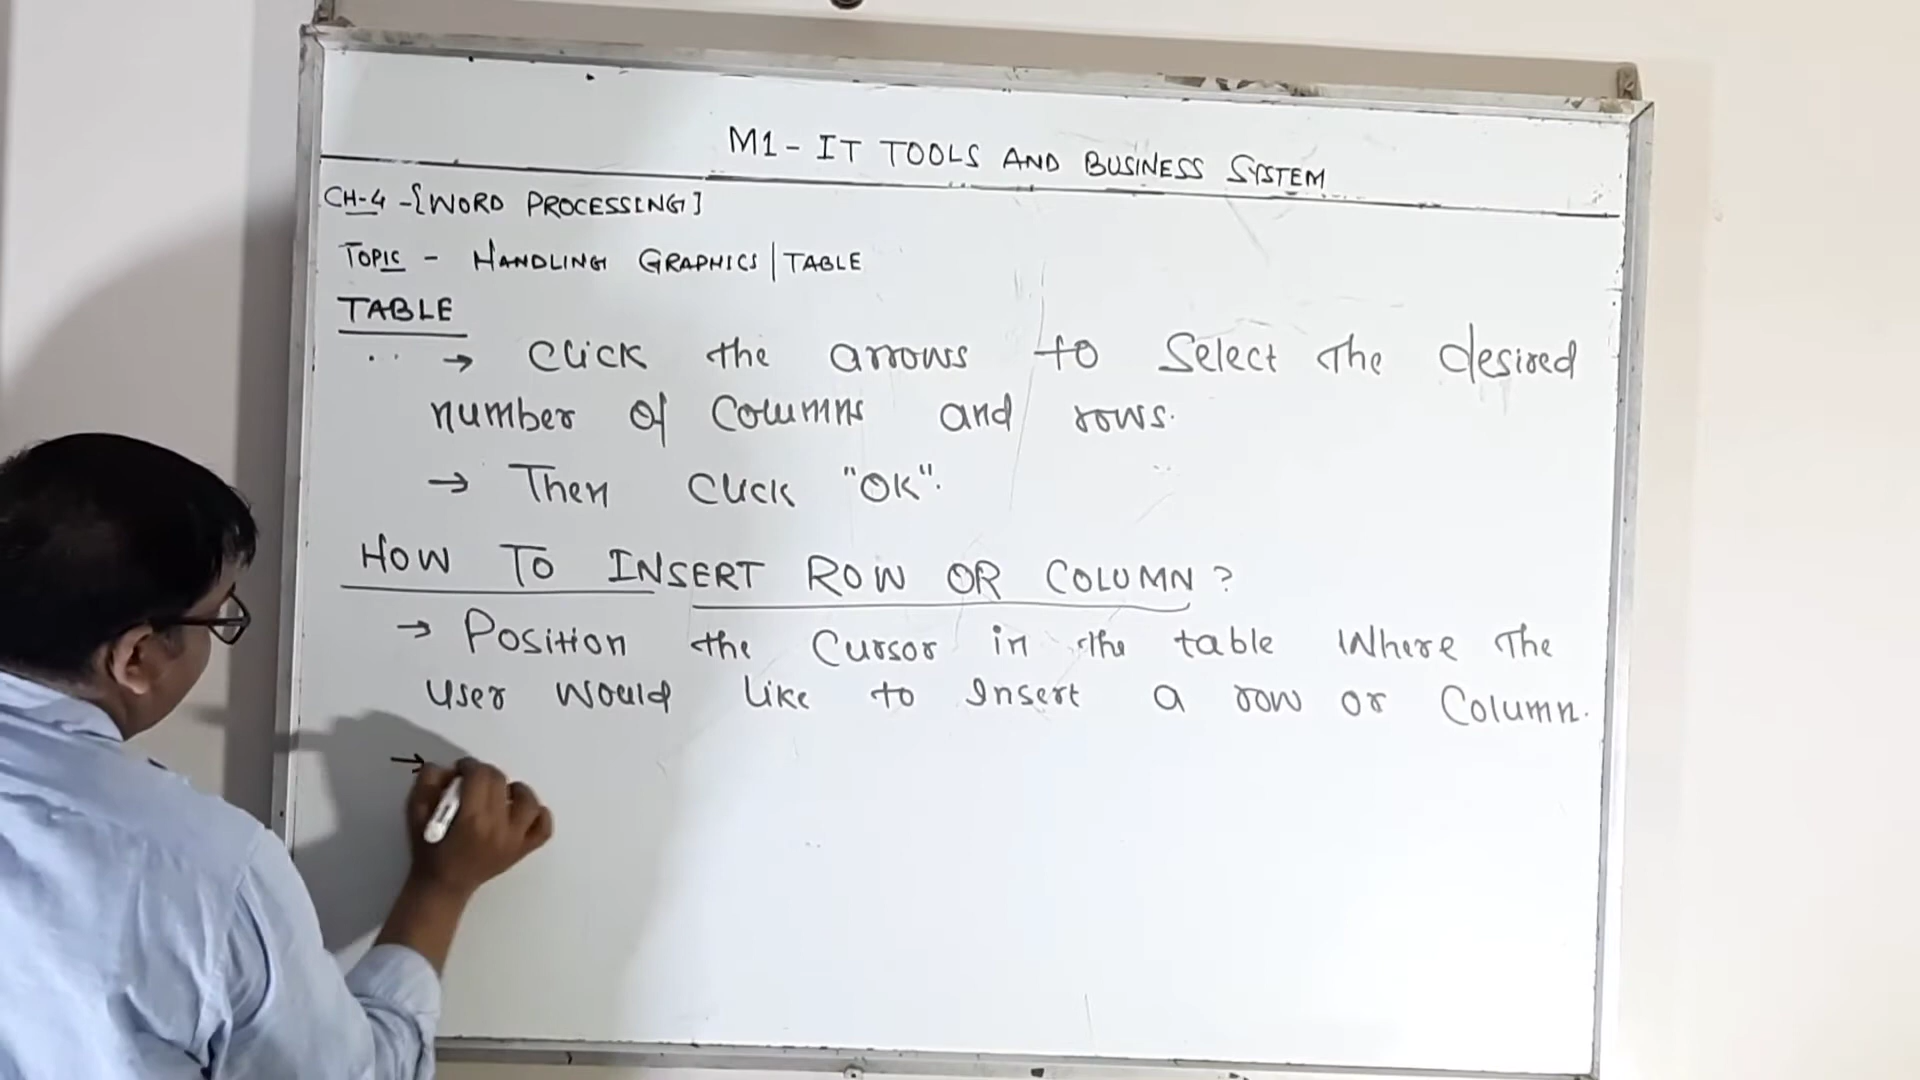 M1 - IT TOOLS AND BUSINESS SYSTEM
CH-4 - [WORD PROCESSING]
TOPIC - HANDLING GRAPHICS | TABLE
TABLE
→ Click the arrows to Select The desired
number of Columns and rows.
→ Then Click "OK".
HOW TO INSERT ROW OR COLUMN ?
→ Position the Cursor in the table Where The
User Would Like to Insert a row or Column.
→